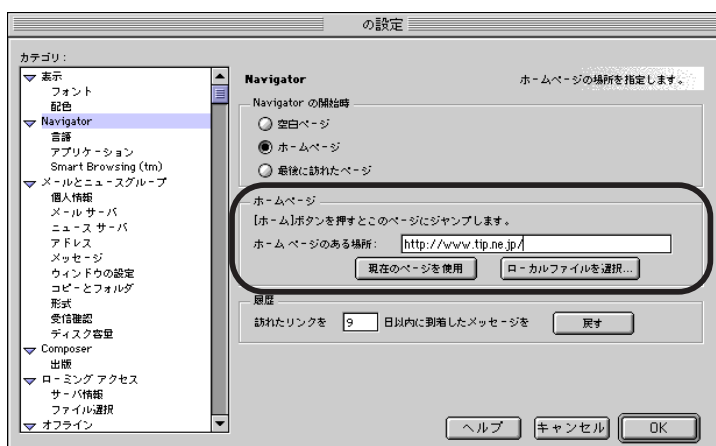 の設定
カテゴリ:
表示
フォント
配色
Navigator
言語
アプリケーション
Smart Browsing (tm)
メールとニュースグループ
個人情報
メール サーバ
ニュース サーバ
アドレス
メッセージ
ウィンドウの設定
コピーとフォルダ
形式
受信確認
ディスク容量
Composer
出版
ローミング アクセス
サーバ情報
ファイル選択
オフライン
Navigator
ホームページの場所を指定します。
Navigator の開始時
空白ページ
ホームページ
最後に訪れたページ
ホームページ
[ホーム]ボタンを押すとこのページにジャンプします。
ホーム ページのある場所: http://www.tip.ne.jp/
現在のページを使用 ローカルファイルを選択...
履歴
訪れたリンクを 9 日以内に到着したメッセージを 戻す
ヘルプ キャンセル OK